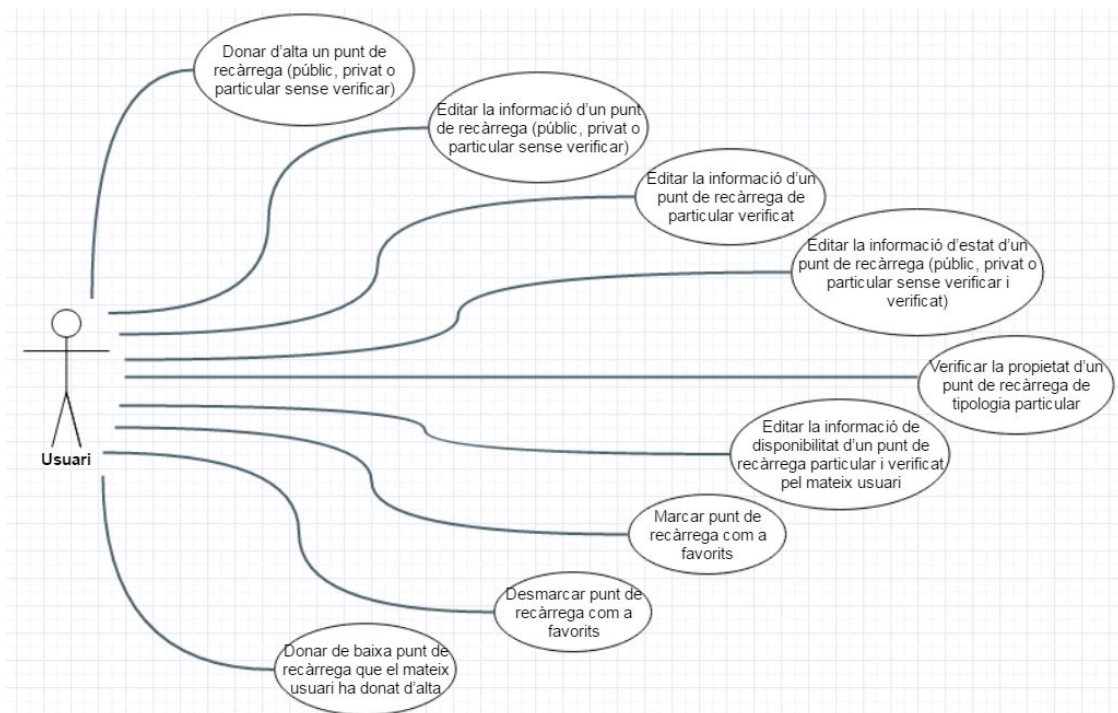 Donar d'alta un punt de
recàrrega (públic, privat o
particular sense verificar)
Editar la informació d'un punt
de recàrrega (públic, privat o
particular sense verificar)
Editar la informació d'un
punt de recàrrega de
particular verificat
Editar la informació d'estat d'un
punt de recàrrega (públic, privat o
particular sense verificar i
verificat)
Verificar la propietat d'un
punt de recàrrega de
tipologia particular
Usuari
Editar la informació de
disponibilitat d'un punt de
recàrrega particular i verificat
pel mateix usuari
Marcar punt de
recàrrega com a
favorits
Desmarcar punt de
recàrrega com a
favorits
Donar de baixa punt de
recàrrega que el mateix
usuari ha donat d'alta